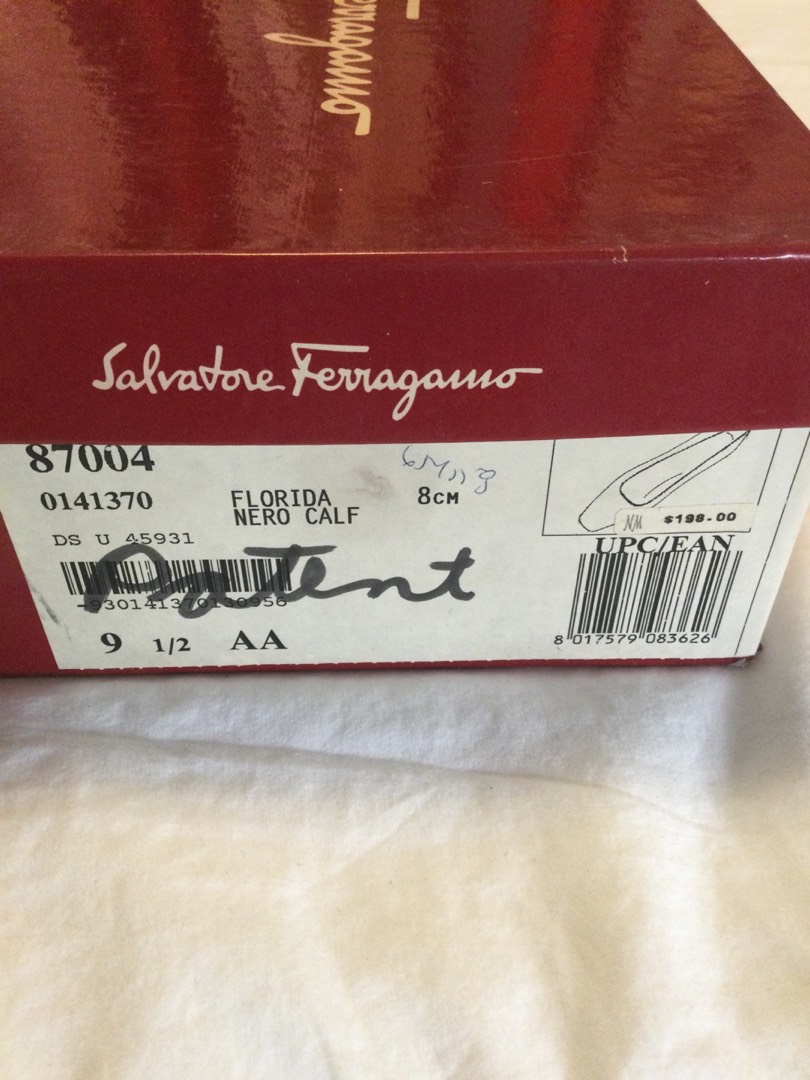 Salvatore Ferragamo
87004
0141370 FLORIDA 8CM
NERO CALF
NM $198.00
DS U 45931
UPC/EAN
Patent
-930141370130956
8 017579 083626
9 1/2 AA